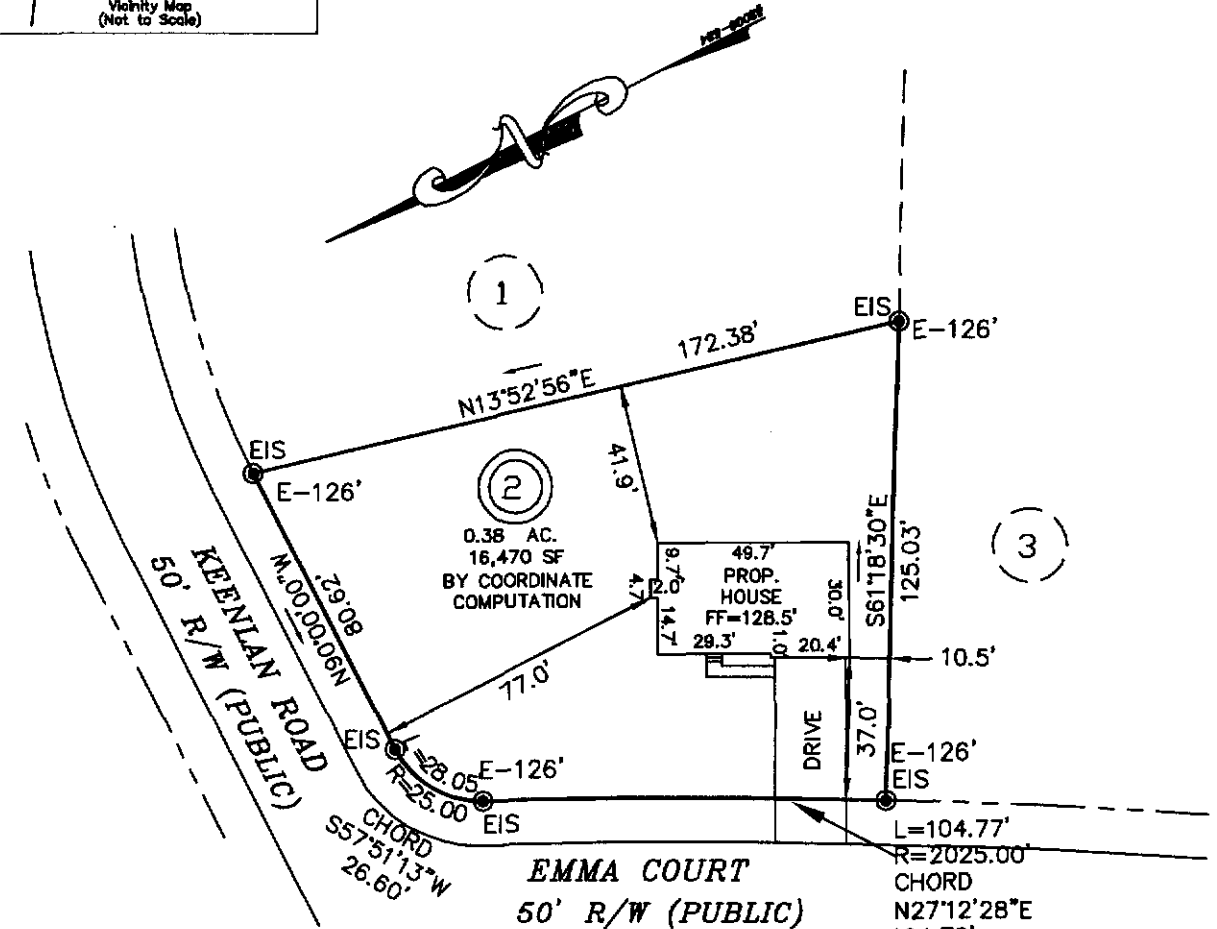 Vicinity Map
(Not to Scale)
N
1
EIS
E-126'
172.38'
N13°52'56"E
EIS
E-126'
41.9'
2
0.38 AC.
16,470 SF
BY COORDINATE
COMPUTATION
3
S61°18'30"E
125.03'
9.7'
49.7'
4.7'
2.0'
PROP.
HOUSE
FF=128.5'
30.0'
14.7'
29.3'
1.0'
20.4'
10.5'
N90°00'00"W
80.62'
KEENLAN ROAD
50' R/W (PUBLIC)
77.0'
DRIVE
37.0'
EIS
L=28.05
R=25.00
E-126'
EIS
E-126'
EIS
CHORD
S57°51'13"W
26.60'
L=104.77'
R=2025.00'
CHORD
N27°12'28"E
EMMA COURT
50' R/W (PUBLIC)